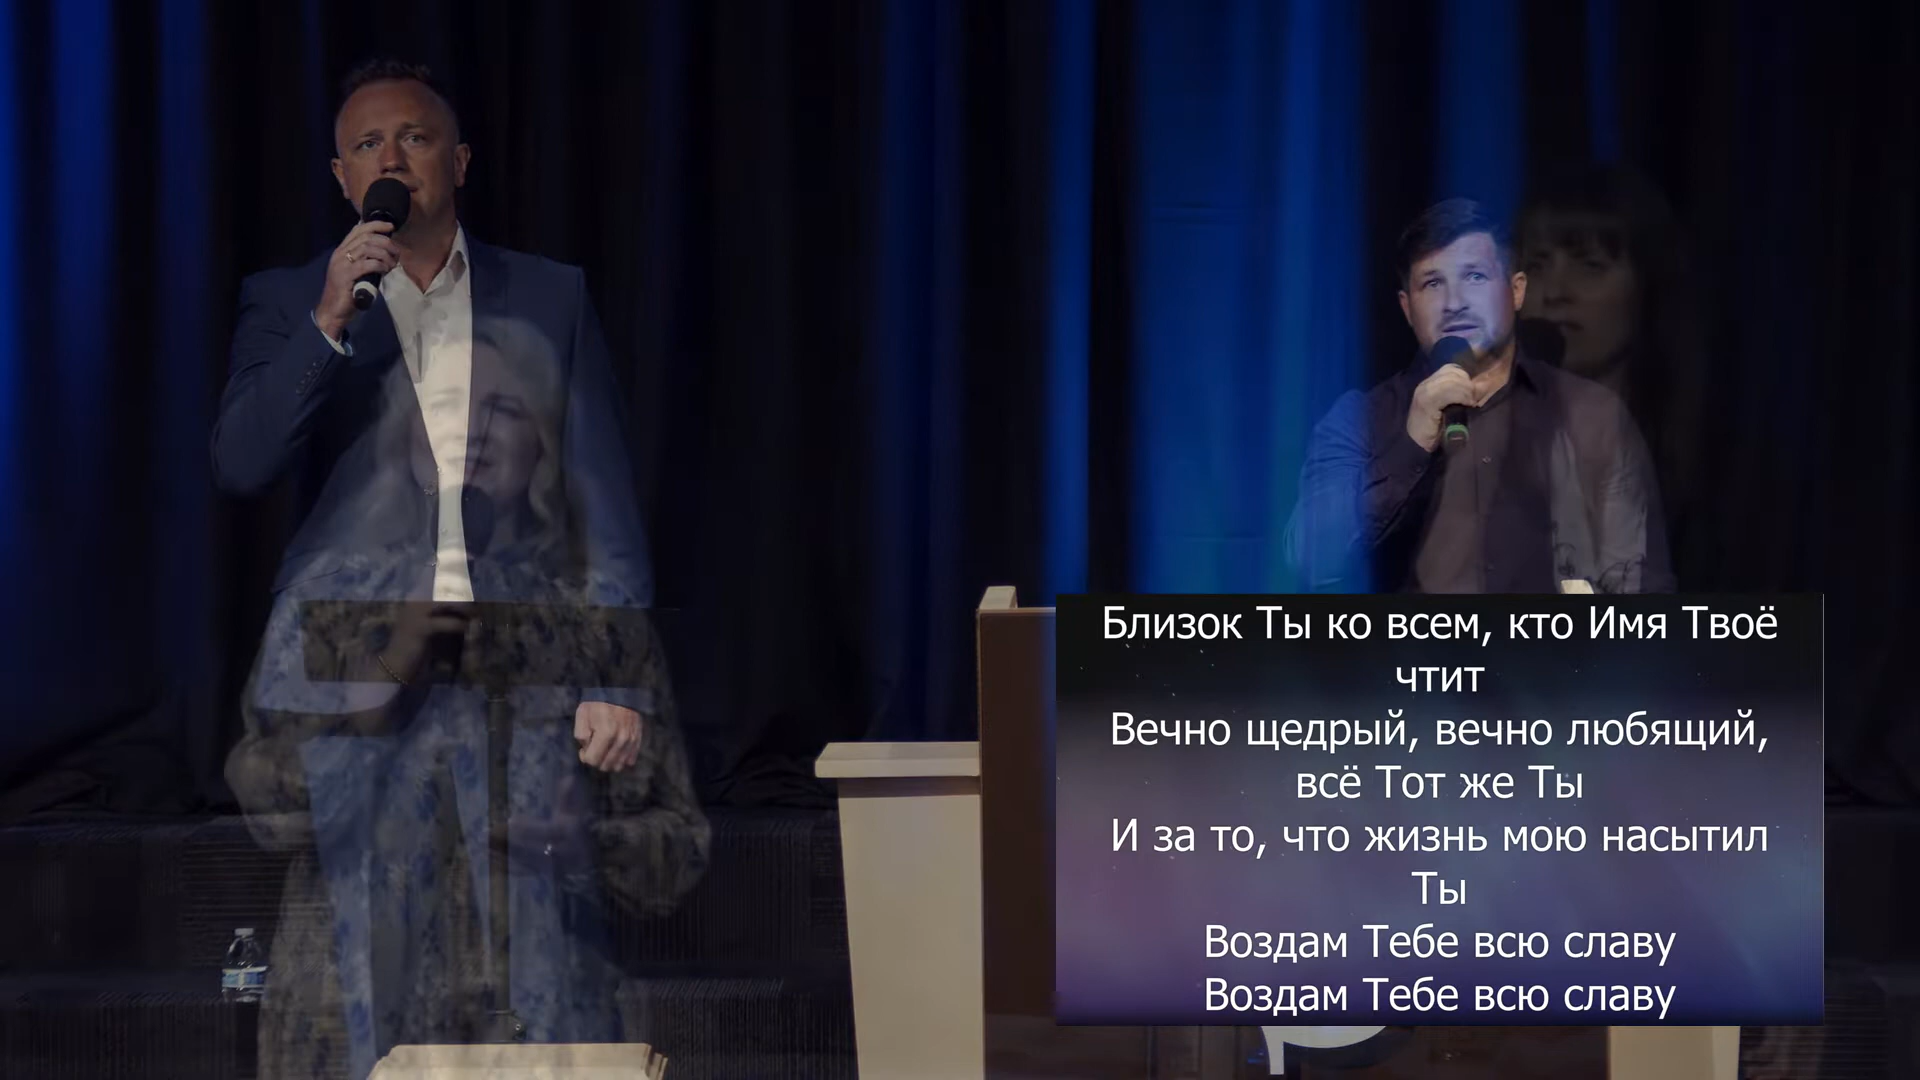 Близок Ты ко всем, кто Имя Твоё
чтит
Вечно щедрый, вечно любящий,
всё Тот же Ты
И за то, что жизнь мою насытил
Ты
Воздам Тебе всю славу
Воздам Тебе всю славу